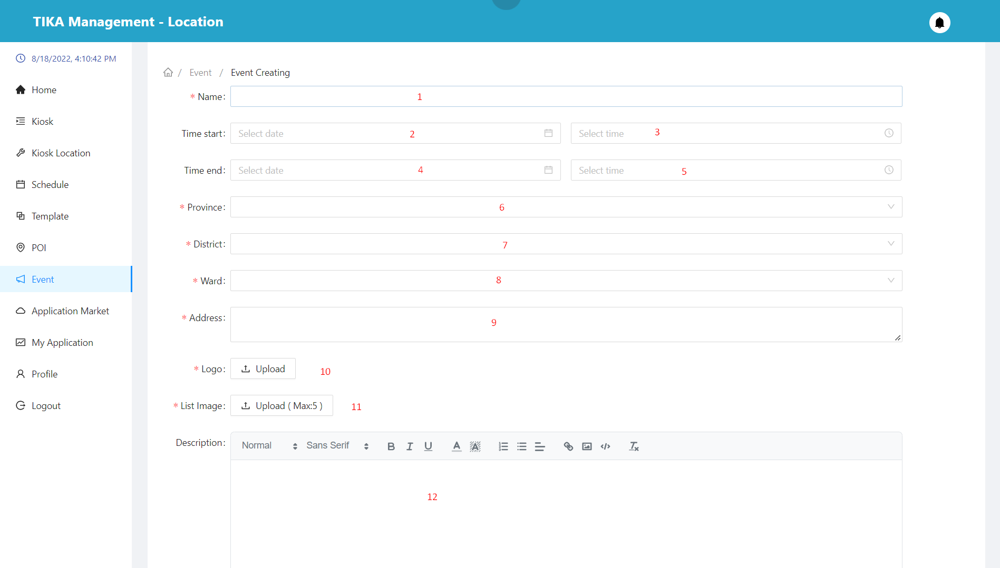 TIKA Management - Location
8/18/2022, 4:10:42 PM
Home
Kiosk
Kiosk Location
Schedule
Template
POI
Event
Application Market
My Application
Profile
Logout
/ Event / Event Creating
* Name: 1
Time start: Select date 2 Select time 3
Time end: Select date 4 Select time 5
* Province: 6
* District: 7
* Ward: 8
* Address: 9
* Logo: Upload 10
* List Image: Upload ( Max:5 ) 11
Description: Normal Sans Serif B I U A A
12